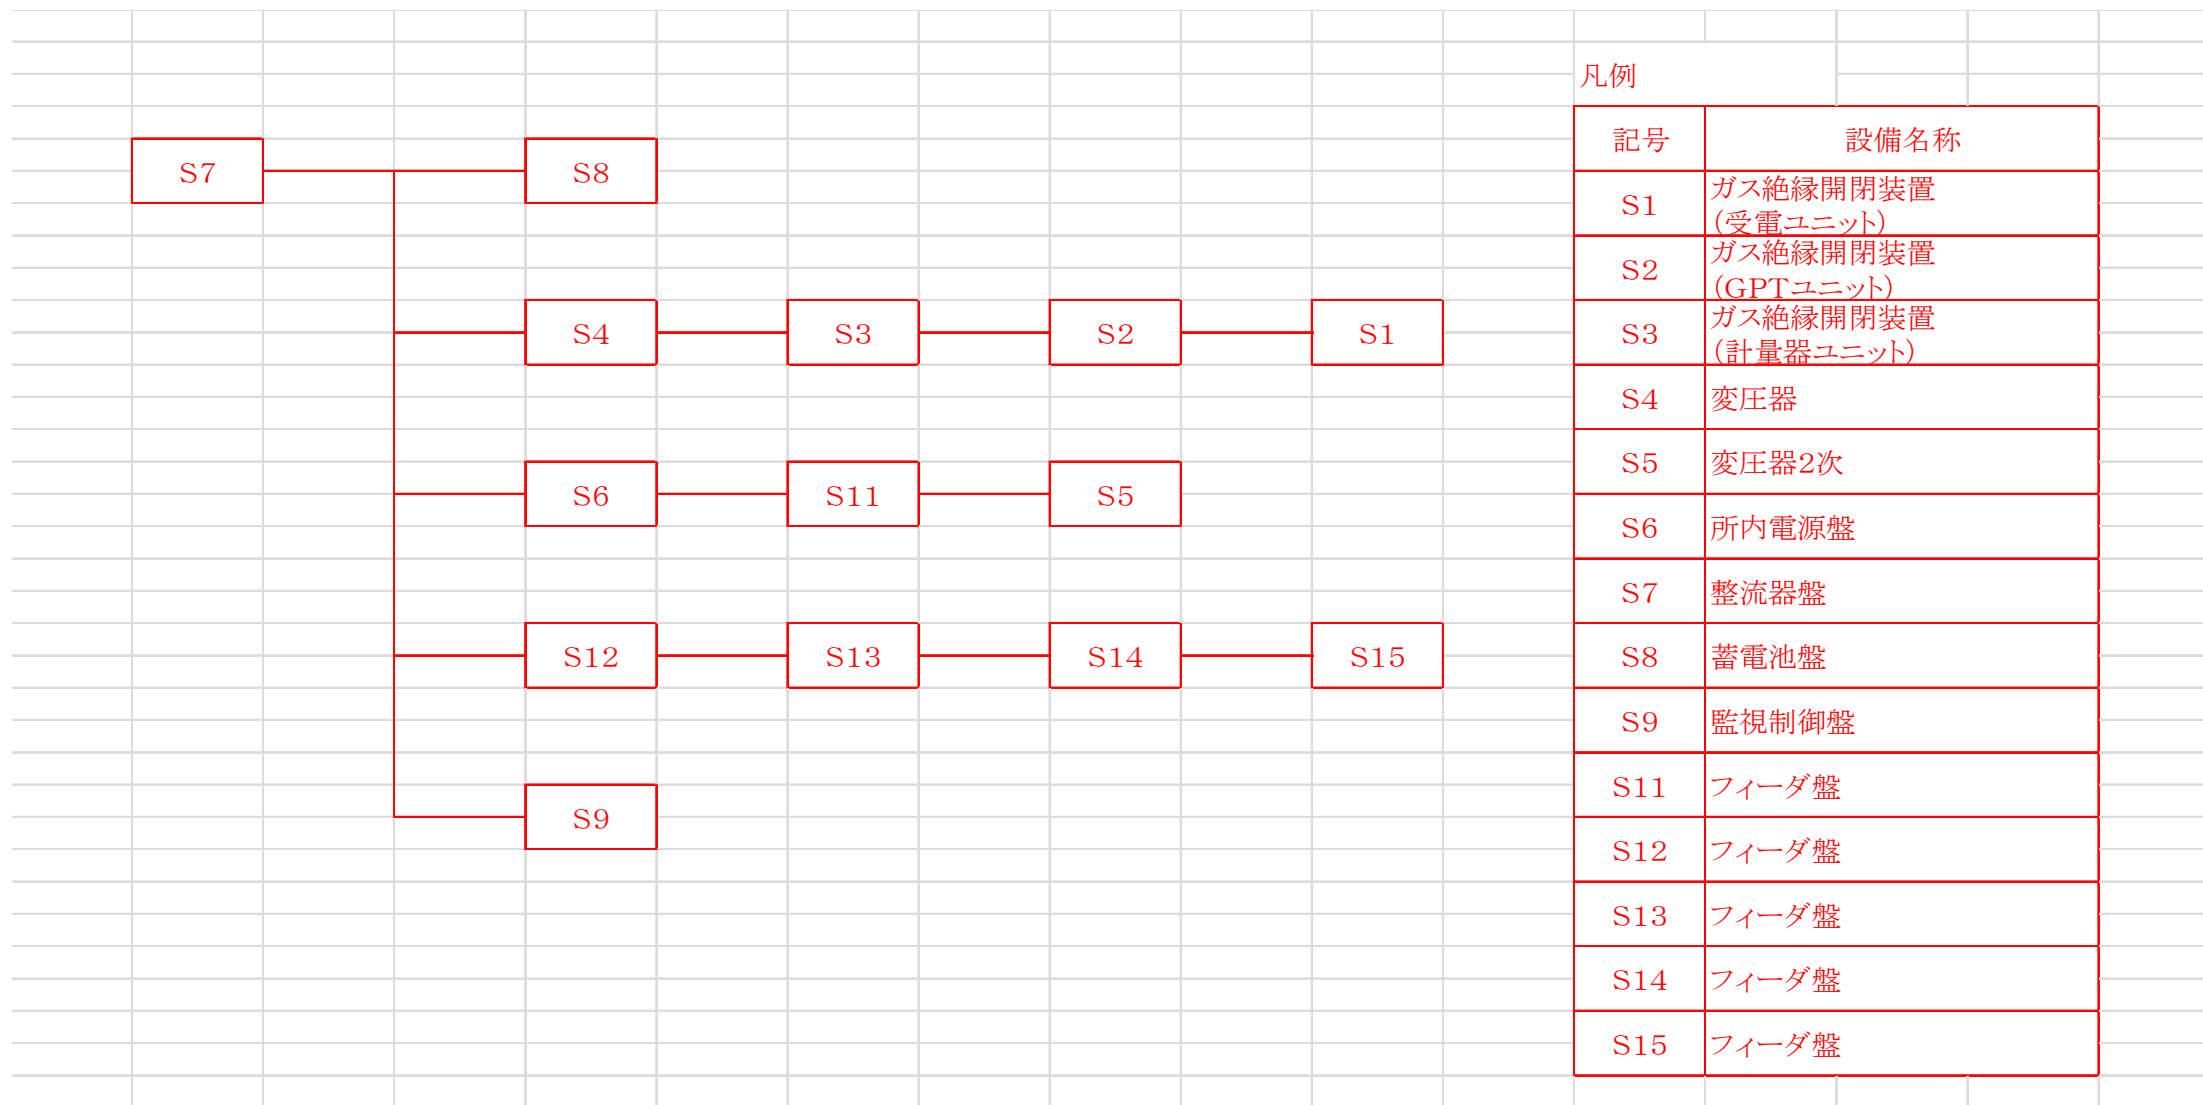 凡例
記号 設備名称
S7 S8
S1 ガス絶縁開閉装置
(受電ユニット)
S2 ガス絶縁開閉装置
(GPTユニット)
S4 S3 S2 S1
S3 ガス絶縁開閉装置
(計量器ユニット)
S4 変圧器
S5 変圧器2次
S6 S11 S5
S6 所内電源盤
S7 整流器盤
S12 S13 S14 S15
S8 蓄電池盤
S9 監視制御盤
S11 フィーダ盤
S9
S12 フィーダ盤
S13 フィーダ盤
S14 フィーダ盤
S15 フィーダ盤